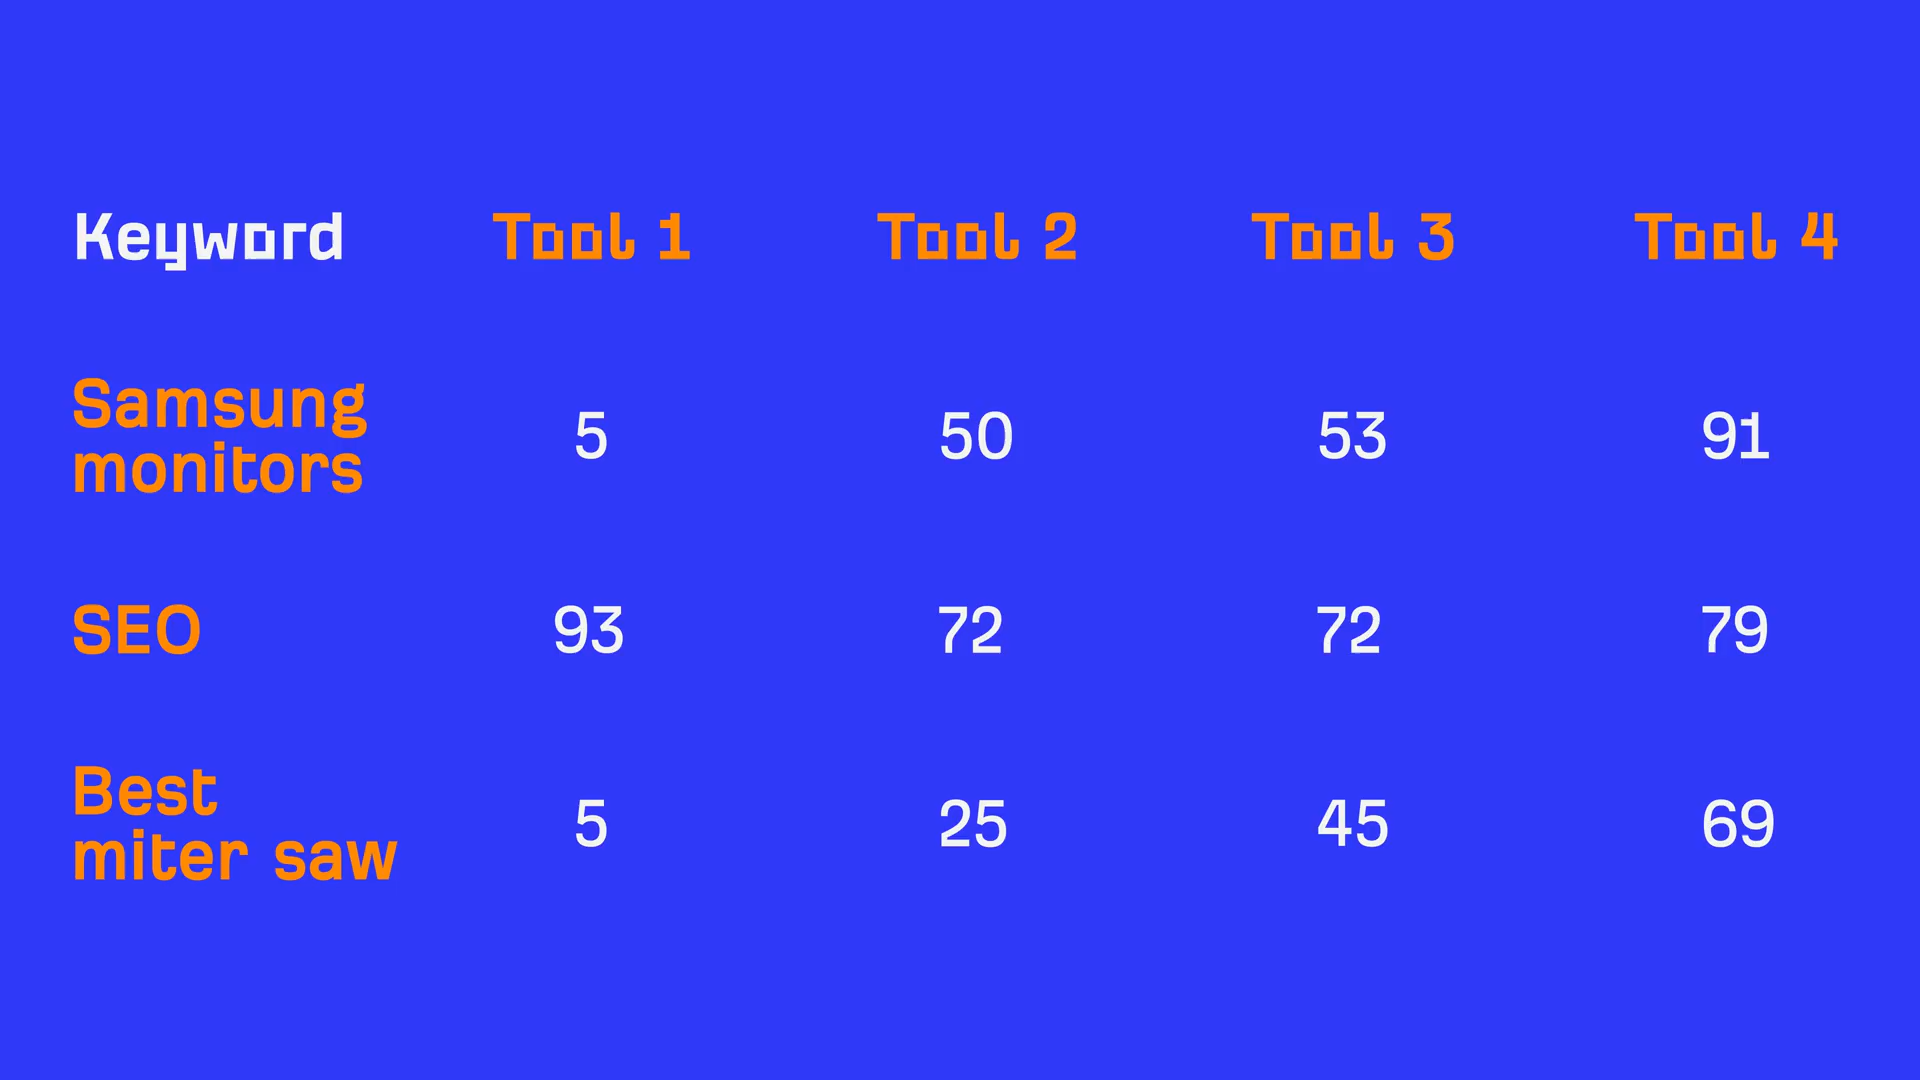 Keyword Tool 1 Tool 2 Tool 3 Tool 4
Samsung
monitors 5 50 53 91
SEO 93 72 72 79
Best
miter saw 5 25 45 69